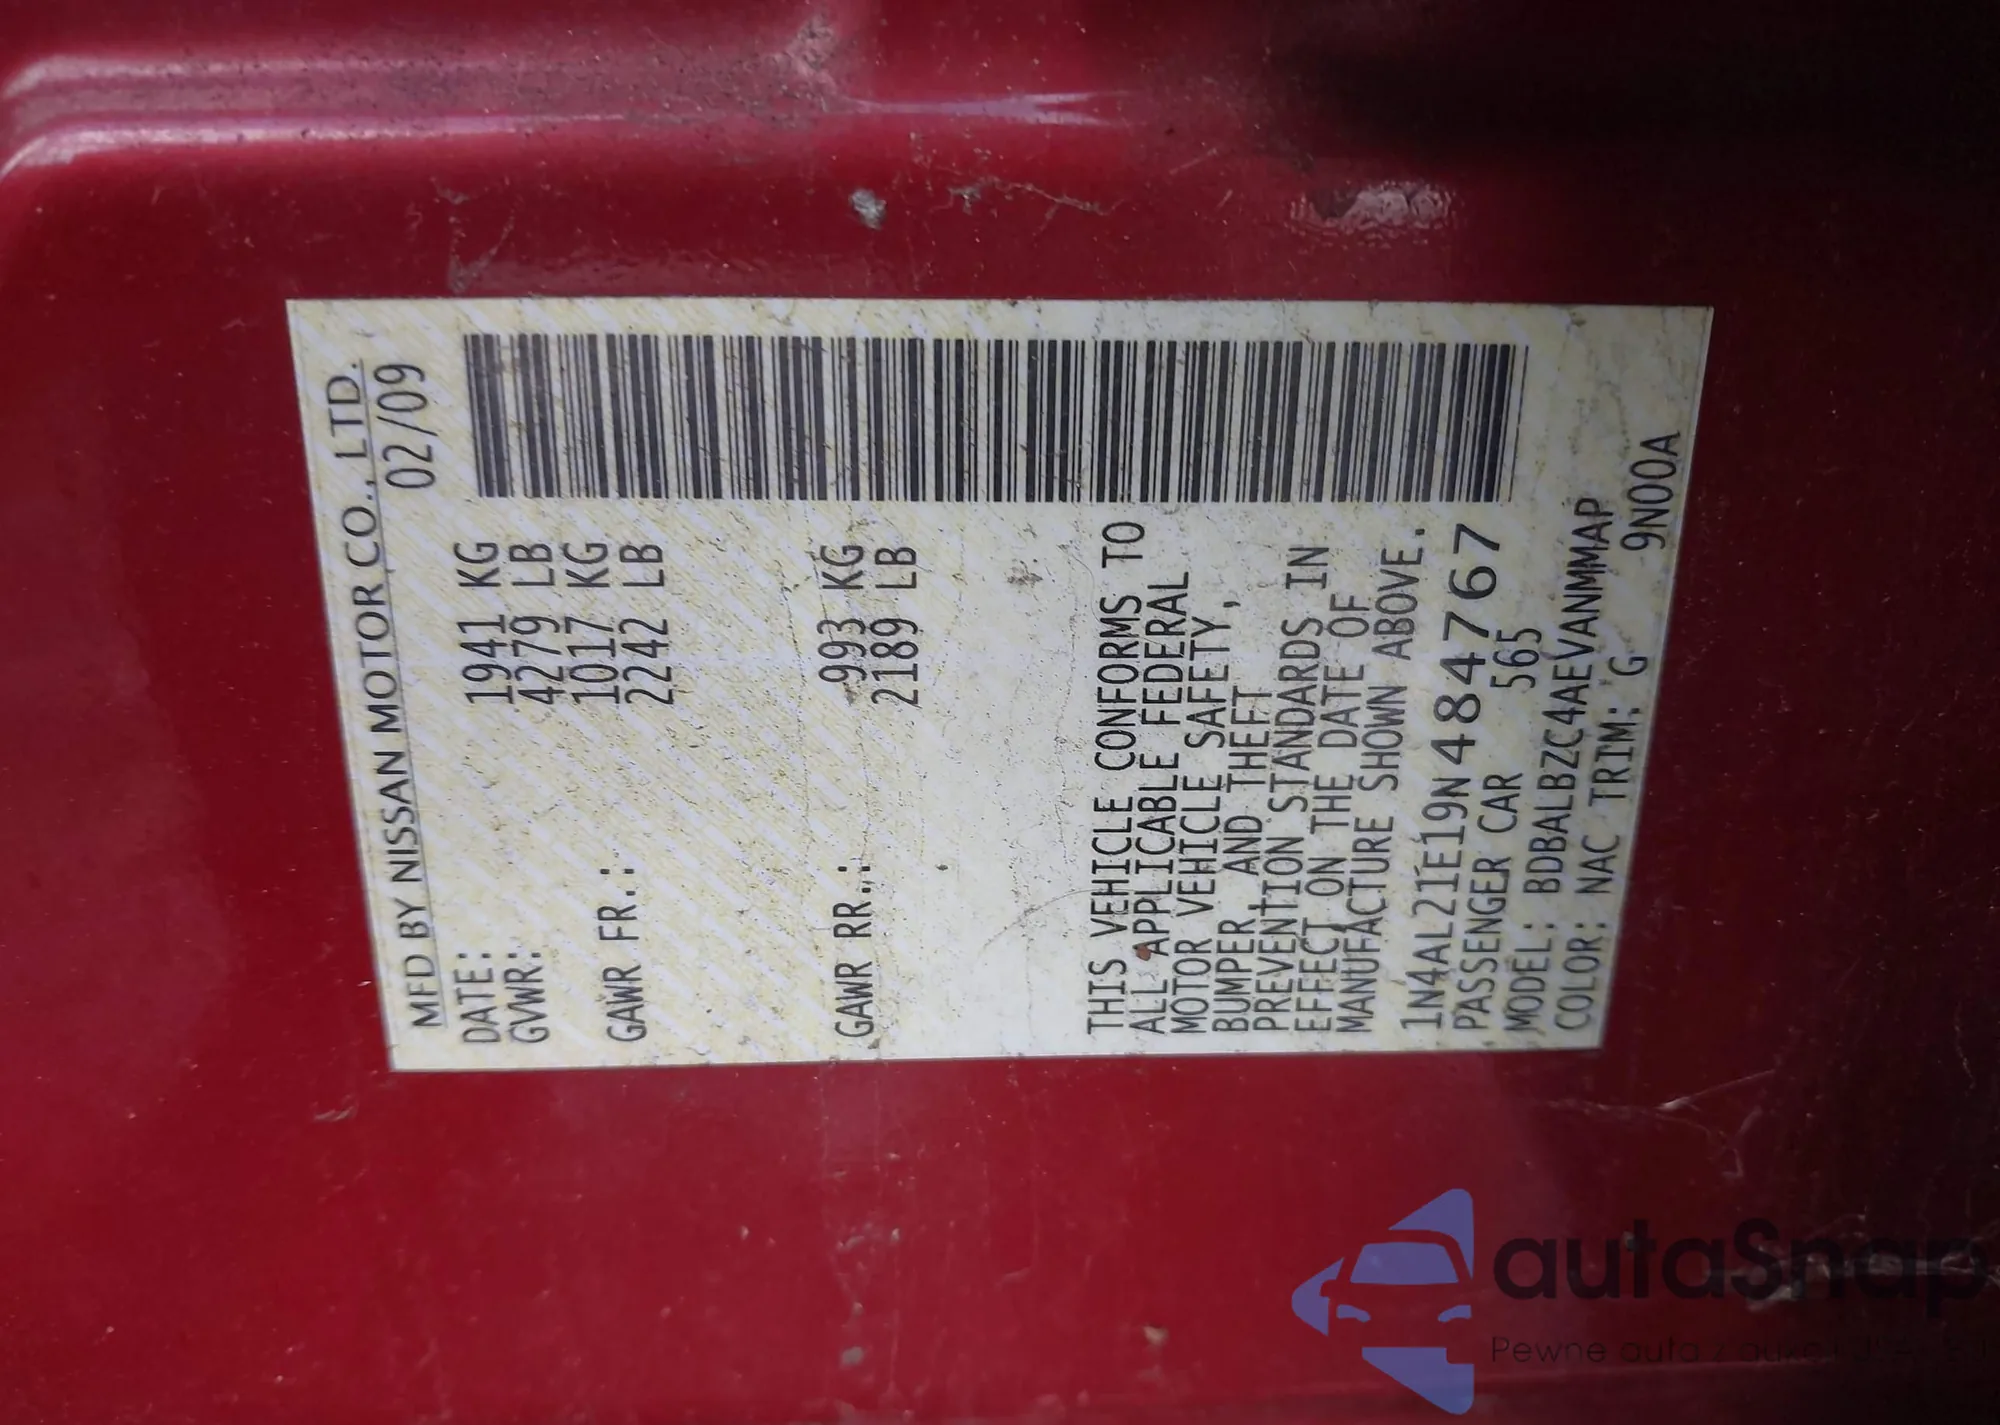 MFD BY NISSAN MOTOR CO., LTD.
DATE: 02/09
GVWR: 1941 KG
4279 LB
GAWR FR.: 1017 KG
2242 LB
GAWR RR.: 993 KG
2189 LB
THIS VEHICLE CONFORMS TO
ALL APPLICABLE FEDERAL
MOTOR VEHICLE SAFETY,
BUMPER, AND THEFT
PREVENTION STANDARDS IN
EFFECT ON THE DATE OF
MANUFACTURE SHOWN ABOVE.
1N4AL21E19N484767
PASSENGER CAR 565
MODEL: BDBALBZC4AEVANMMAP
COLOR: NAC TRIM: G 9N00A
autaSnap
Pewne auta z